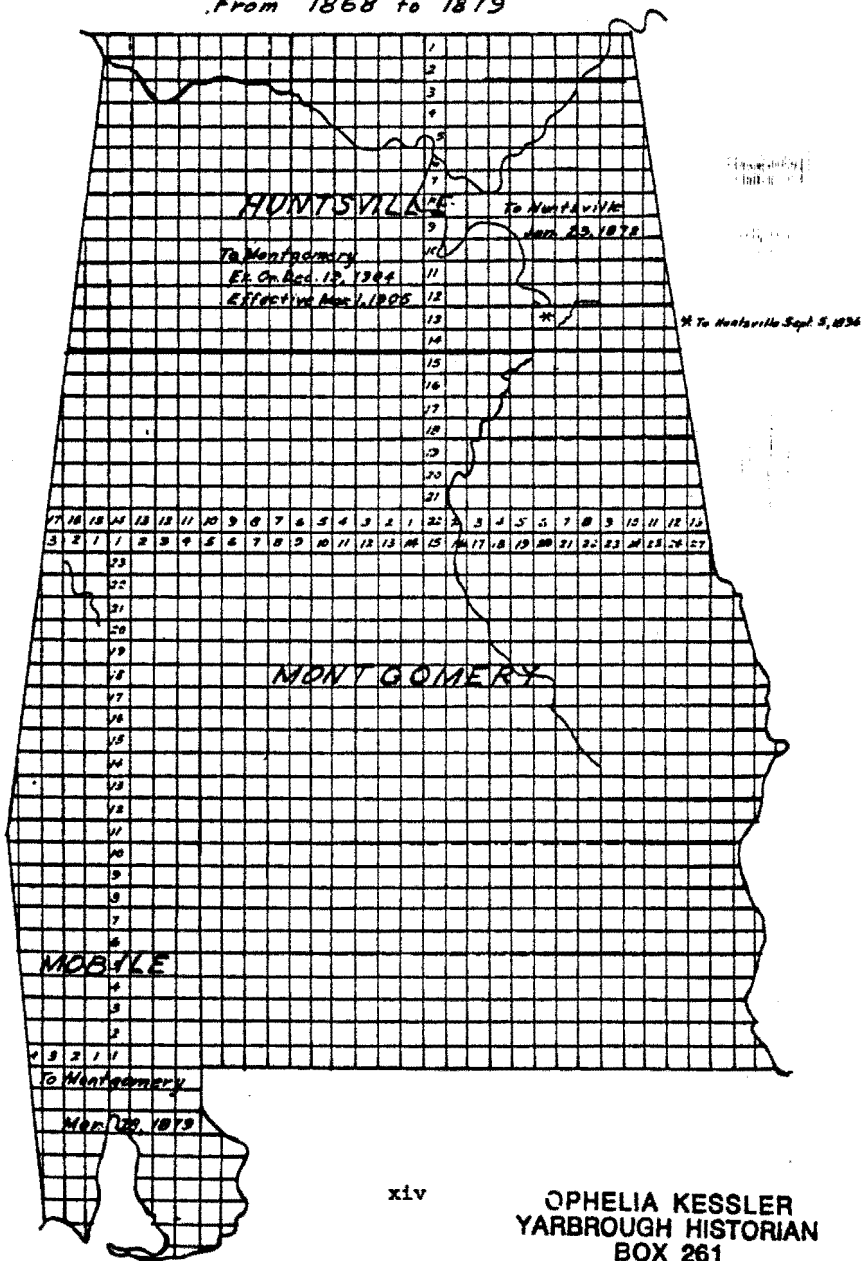 From 1868 to 1879
1
2
3
4
5
6
7
8
HUNTSVILLE
To Huntsville
Jan. 23, 1878
9
10
To Montgomery
Ex. Or. Dec. 13, 1904
Effective Mar 1, 1905
11
12
13
*
* To Huntsville Sept. 5, 1836
14
15
16
17
18
19
20
21
17 16 15 14 13 12 11 10 9 8 7 6 5 4 3 2 1 22 2 3 4 5 6 7 8 9 10 11 12 13
3 2 1 1 2 3 4 5 6 7 8 9 10 11 12 13 14 15 16 17 18 19 20 21 22 23 24 25 26 27
23
22
21
20
19
18
MONTGOMERY
17
16
15
14
13
12
11
10
9
8
7
6
MOBILE
4
3
2
4 3 2 1 1
To Montgomery
Mar. 1879
xiv
OPHELIA KESSLER
YARBROUGH HISTORIAN
BOX 261